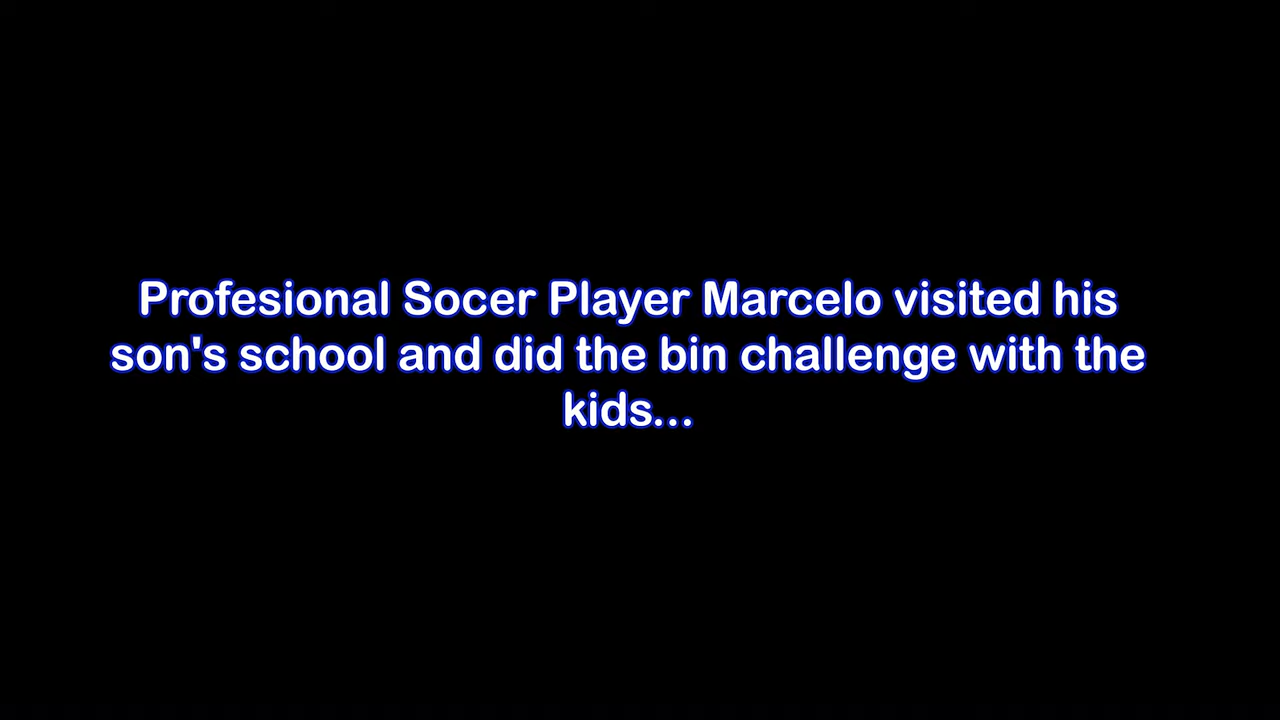 Profesional Socer Player Marcelo visited his
son's school and did the bin challenge with the
kids...